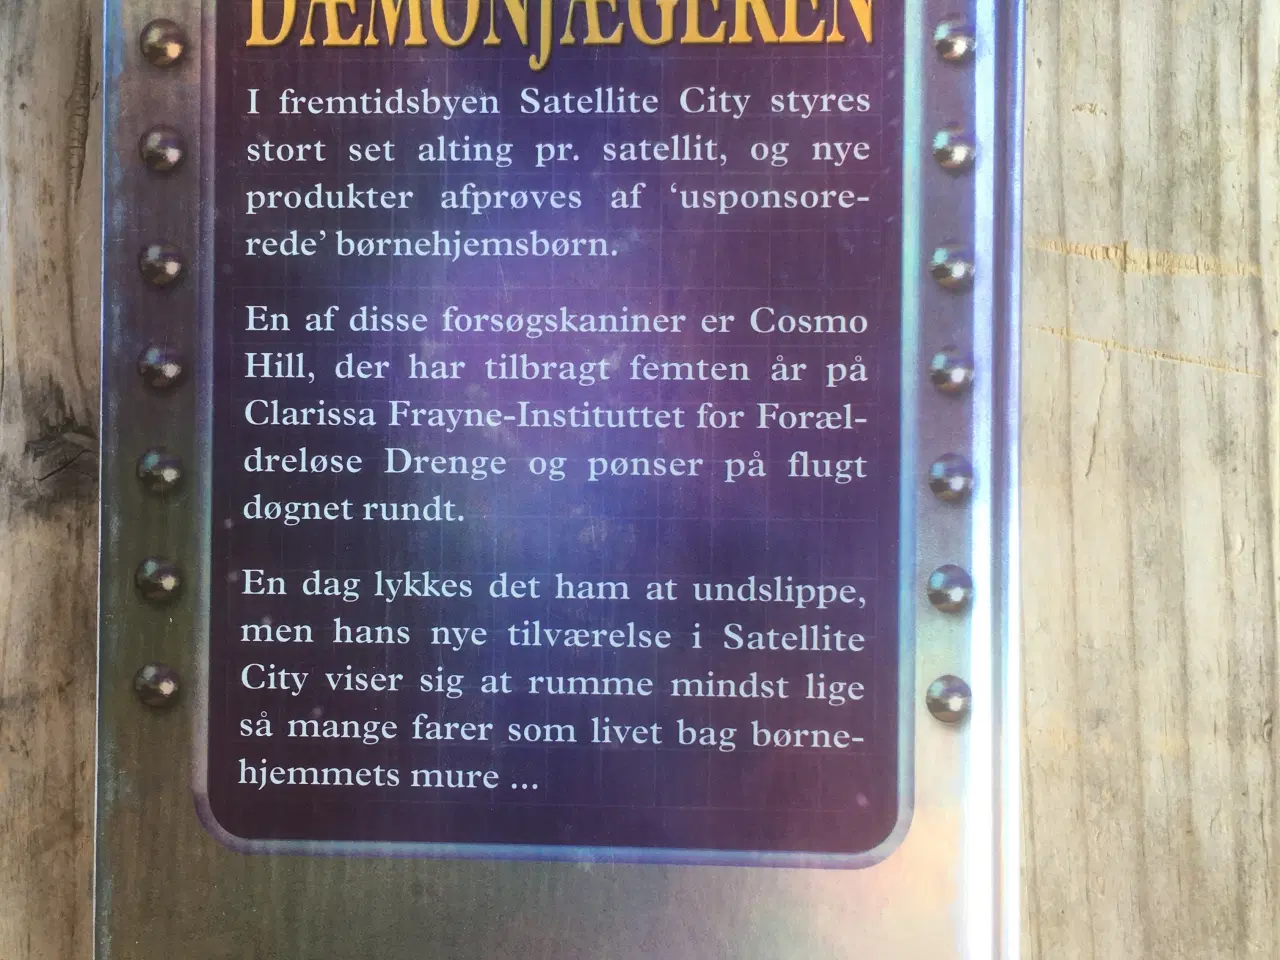 DÆMONJÆGEREN
I fremtidsbyen Satellite City styres
stort set alting pr. satellit, og nye
produkter afprøves af ‘usponsore-
rede’ børnehjemsbørn.
En af disse forsøgskaniner er Cosmo
Hill, der har tilbragt femten år på
Clarissa Frayne-Instituttet for Foræl-
dreløse Drenge og pønser på flugt
døgnet rundt.
En dag lykkes det ham at undslippe,
men hans nye tilværelse i Satellite
City viser sig at rumme mindst lige
så mange farer som livet bag børne-
hjemmets mure ...